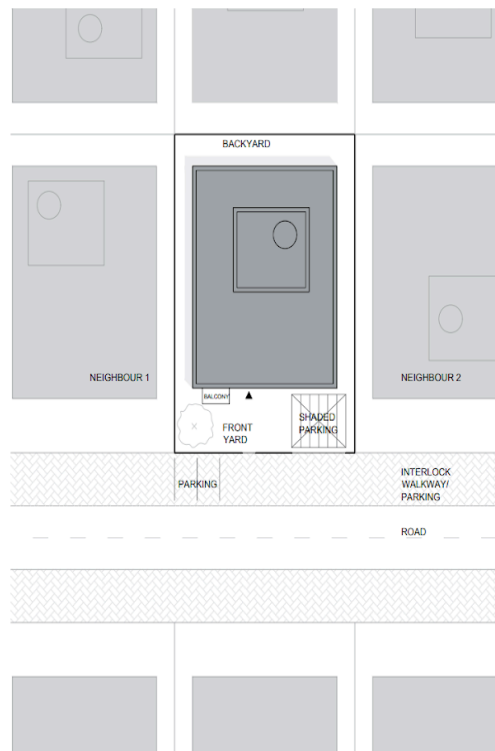 BACKYARD
NEIGHBOUR 1
NEIGHBOUR 2
BALCONY
FRONT
YARD
SHADED
PARKING
PARKING
INTERLOCK
WALKWAY/
PARKING
ROAD